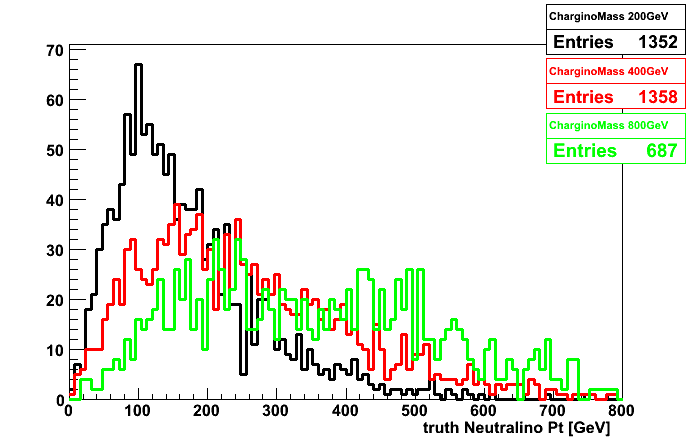 CharginoMass 200GeV
Entries 1352
CharginoMass 400GeV
Entries 1358
CharginoMass 800GeV
Entries 687
70
60
50
40
30
20
10
0
0 100 200 300 400 500 600 700 800
truth Neutralino Pt [GeV]